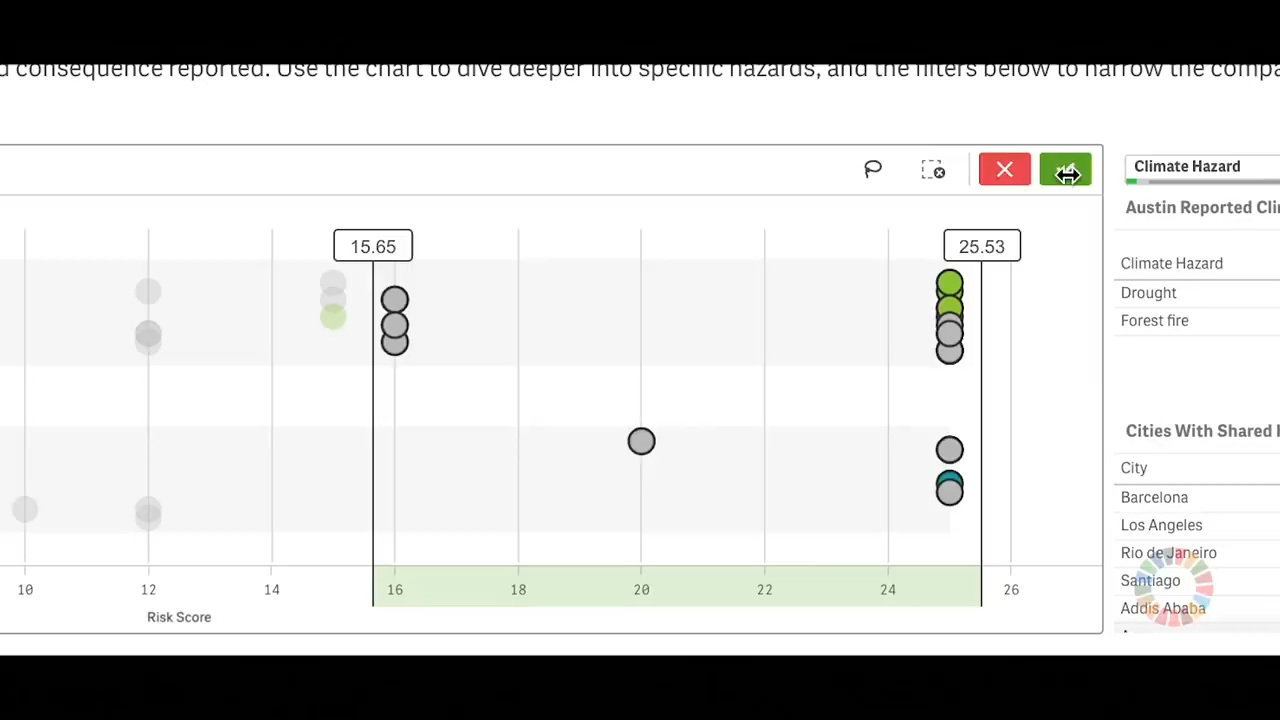 d consequence reported. Use the chart to dive deeper into specific hazards, and the filters below to narrow the compa
Climate Hazard
Austin Reported Cli
15.65
25.53
Climate Hazard
Drought
Forest fire
Cities With Shared
City
Barcelona
Los Angeles
Rio de Janeiro
Santiago
Addis Ababa
10 12 14 16 18 20 22 24 26
Risk Score